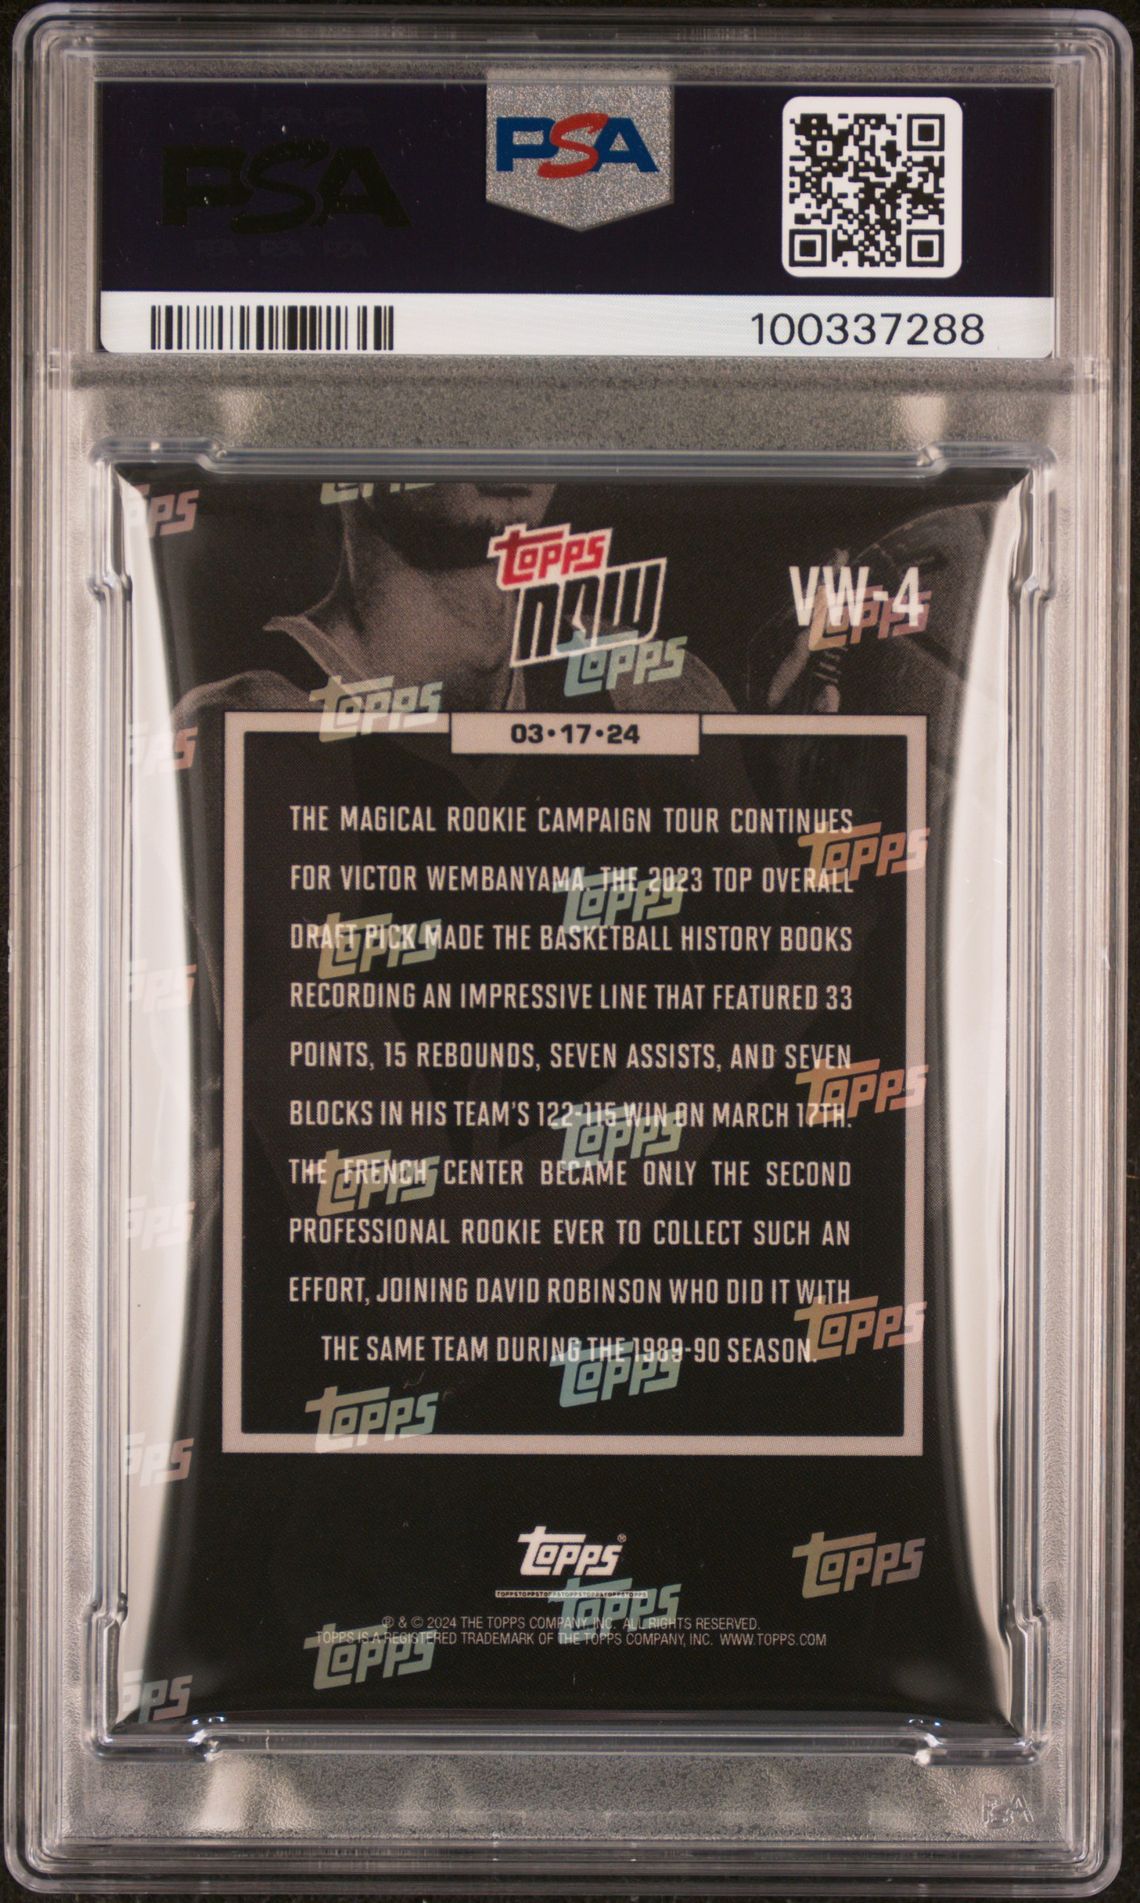 PSA
PSA
100337288
TOPPS
NOW
VW-4
03•17•24
THE MAGICAL ROOKIE CAMPAIGN TOUR CONTINUES
FOR VICTOR WEMBANYAMA. THE 2023 TOP OVERALL
DRAFT PICK MADE THE BASKETBALL HISTORY BOOKS
RECORDING AN IMPRESSIVE LINE THAT FEATURED 33
POINTS, 15 REBOUNDS, SEVEN ASSISTS, AND SEVEN
BLOCKS IN HIS TEAM'S 122-115 WIN ON MARCH 17TH.
THE FRENCH CENTER BECAME ONLY THE SECOND
PROFESSIONAL ROOKIE EVER TO COLLECT SUCH AN
EFFORT, JOINING DAVID ROBINSON WHO DID IT WITH
THE SAME TEAM DURING THE 1989-90 SEASON.
TOPPS®
® & © 2024 THE TOPPS COMPANY, INC. ALL RIGHTS RESERVED.
TOPPS IS A REGISTERED TRADEMARK OF THE TOPPS COMPANY, INC. WWW.TOPPS.COM
PSA